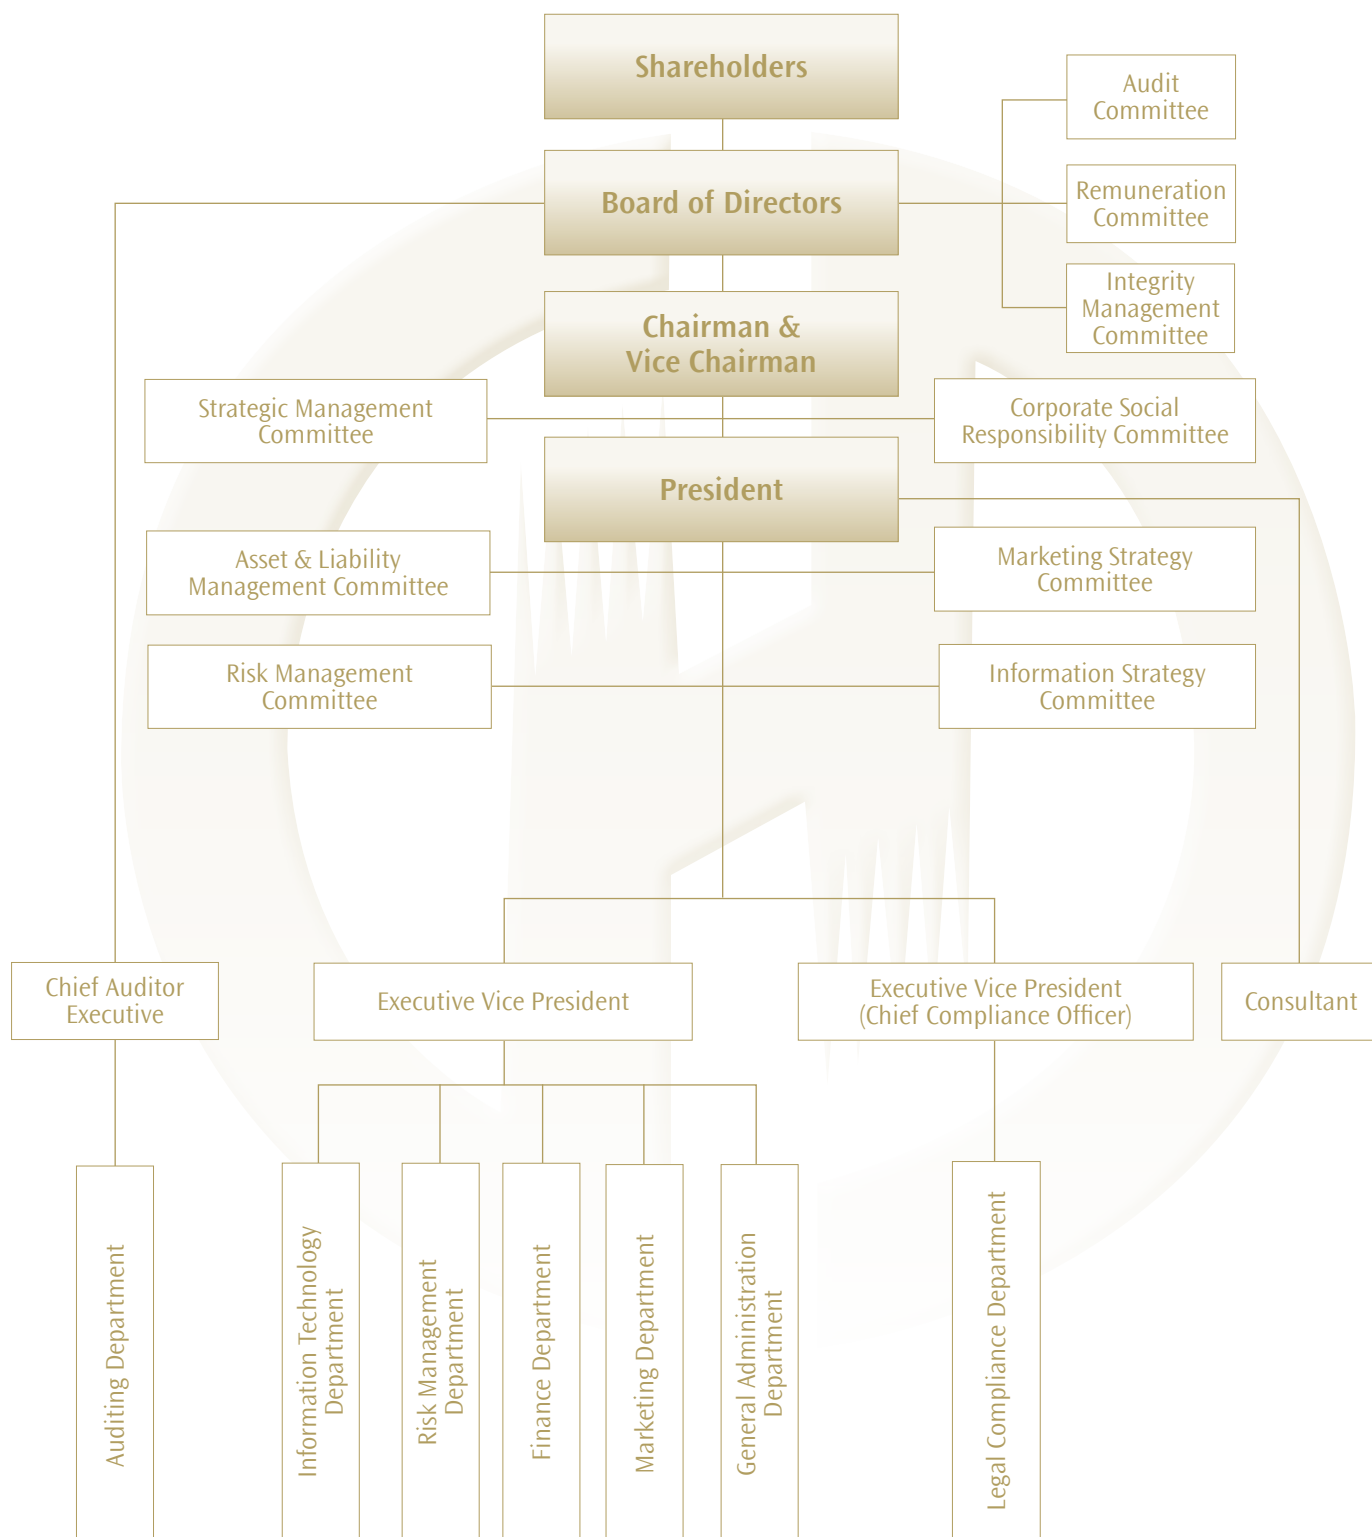 Shareholders
Audit
Committee
Board of Directors
Remuneration
Committee
Integrity
Management
Committee
Chairman &
Vice Chairman
Strategic Management
Committee
Corporate Social
Responsibility Committee
President
Asset & Liability
Management Committee
Marketing Strategy
Committee
Risk Management
Committee
Information Strategy
Committee
Chief Auditor
Executive
Executive Vice President
Executive Vice President
(Chief Compliance Officer)
Consultant
Auditing Department
Information Technology
Department
Risk Management
Department
Finance Department
Marketing Department
General Administration
Department
Legal Compliance Department